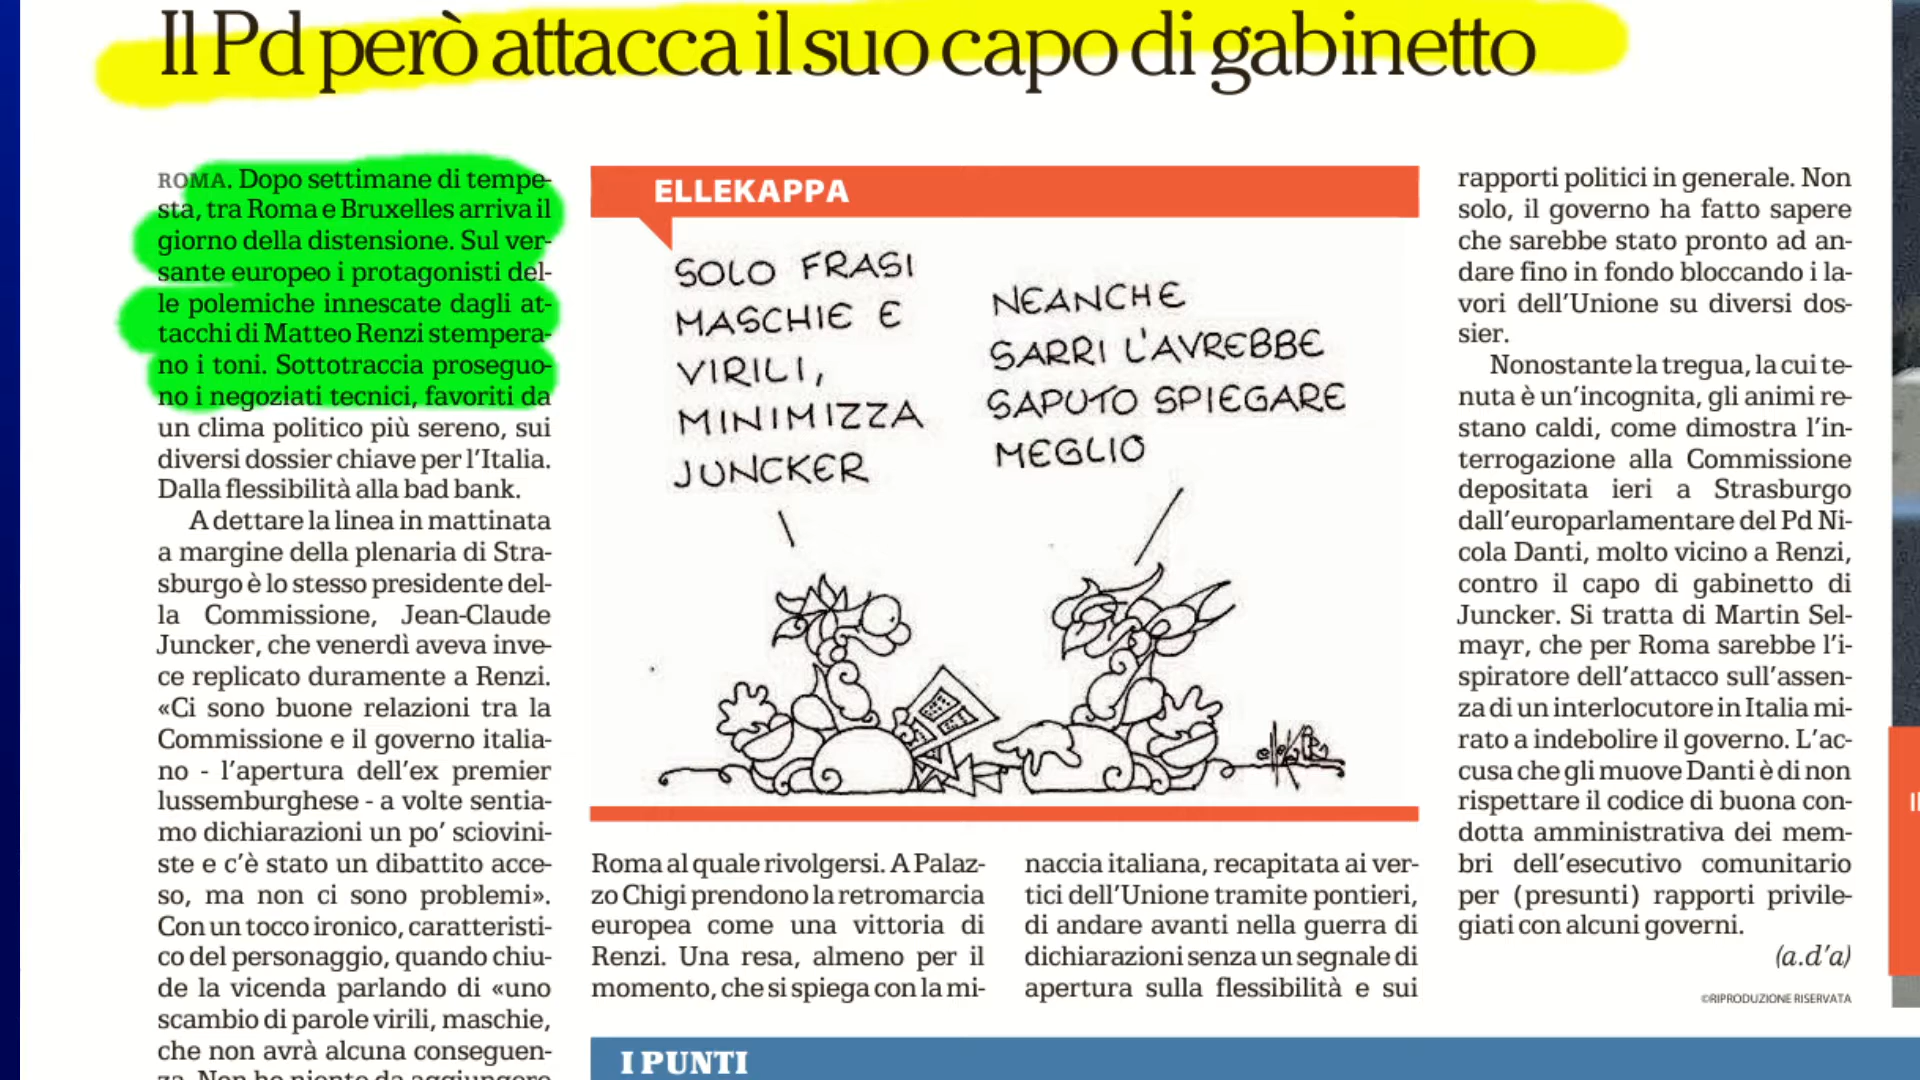 Il Pd però attacca il suo capo di gabinetto
ROMA. Dopo settimane di tempe-
sta, tra Roma e Bruxelles arriva il
giorno della distensione. Sul ver-
sante europeo i protagonisti del-
le polemiche innescate dagli at-
tacchi di Matteo Renzi stempera-
no i toni. Sottotraccia proseguo-
no i negoziati tecnici, favoriti da
un clima politico più sereno, sui
diversi dossier chiave per l'Italia.
Dalla flessibilità alla bad bank.
A dettare la linea in mattinata
a margine della plenaria di Stra-
sburgo è lo stesso presidente del-
la Commissione, Jean-Claude
Juncker, che venerdì aveva inve-
ce replicato duramente a Renzi.
«Ci sono buone relazioni tra la
Commissione e il governo italia-
no - l'apertura dell'ex premier
lussemburghese - a volte sentia-
mo dichiarazioni un po' sciovini-
ste e c'è stato un dibattito acce-
so, ma non ci sono problemi».
Con un tocco ironico, caratteristi-
co del personaggio, quando chiu-
de la vicenda parlando di «uno
scambio di parole virili, maschie,
che non avrà alcuna conseguen-
za. Non ho niente da aggiungere
ELLEKAPPA
SOLO FRASI
MASCHIE E
VIRILI,
MINIMIZZA
JUNCKER
NEANCHE
SARRI L'AVREBBE
SAPUTO SPIEGARE
MEGLIO
elleKappa
Roma al quale rivolgersi. A Palaz-
zo Chigi prendono la retromarcia
europea come una vittoria di
Renzi. Una resa, almeno per il
momento, che si spiega con la mi-
naccia italiana, recapitata ai ver-
tici dell'Unione tramite pontieri,
di andare avanti nella guerra di
dichiarazioni senza un segnale di
apertura sulla flessibilità e sui
rapporti politici in generale. Non
solo, il governo ha fatto sapere
che sarebbe stato pronto ad an-
dare fino in fondo bloccando i la-
vori dell'Unione su diversi dos-
sier.
Nonostante la tregua, la cui te-
nuta è un'incognita, gli animi re-
stano caldi, come dimostra l'in-
terrogazione alla Commissione
depositata ieri a Strasburgo
dall'europarlamentare del Pd Ni-
cola Danti, molto vicino a Renzi,
contro il capo di gabinetto di
Juncker. Si tratta di Martin Sel-
mayr, che per Roma sarebbe l'i-
spiratore dell'attacco sull'assen-
za di un interlocutore in Italia mi-
rato a indebolire il governo. L'ac-
cusa che gli muove Danti è di non
rispettare il codice di buona con-
dotta amministrativa dei mem-
bri dell'esecutivo comunitario
per (presunti) rapporti privile-
giati con alcuni governi.
(a.d'a)
©RIPRODUZIONE RISERVATA
I PUNTI